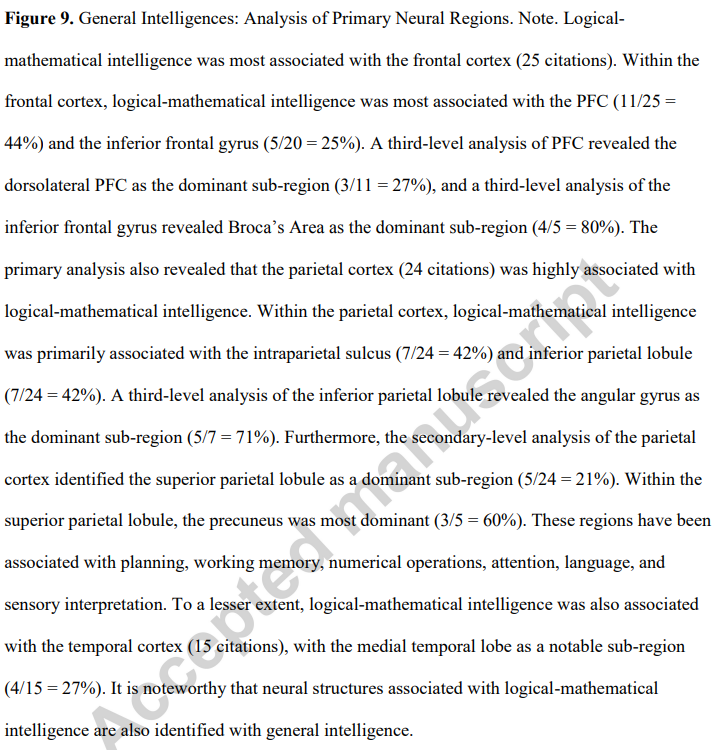 Figure 9. General Intelligences: Analysis of Primary Neural Regions. Note. Logical-
mathematical intelligence was most associated with the frontal cortex (25 citations). Within the
frontal cortex, logical-mathematical intelligence was most associated with the PFC (11/25 =
44%) and the inferior frontal gyrus (5/20 = 25%). A third-level analysis of PFC revealed the
dorsolateral PFC as the dominant sub-region (3/11 = 27%), and a third-level analysis of the
inferior frontal gyrus revealed Broca’s Area as the dominant sub-region (4/5 = 80%). The
primary analysis also revealed that the parietal cortex (24 citations) was highly associated with
logical-mathematical intelligence. Within the parietal cortex, logical-mathematical intelligence
was primarily associated with the intraparietal sulcus (7/24 = 42%) and inferior parietal lobule
(7/24 = 42%). A third-level analysis of the inferior parietal lobule revealed the angular gyrus as
the dominant sub-region (5/7 = 71%). Furthermore, the secondary-level analysis of the parietal
cortex identified the superior parietal lobule as a dominant sub-region (5/24 = 21%). Within the
superior parietal lobule, the precuneus was most dominant (3/5 = 60%). These regions have been
associated with planning, working memory, numerical operations, attention, language, and
sensory interpretation. To a lesser extent, logical-mathematical intelligence was also associated
with the temporal cortex (15 citations), with the medial temporal lobe as a notable sub-region
(4/15 = 27%). It is noteworthy that neural structures associated with logical-mathematical
intelligence are also identified with general intelligence.
Accepted manuscript